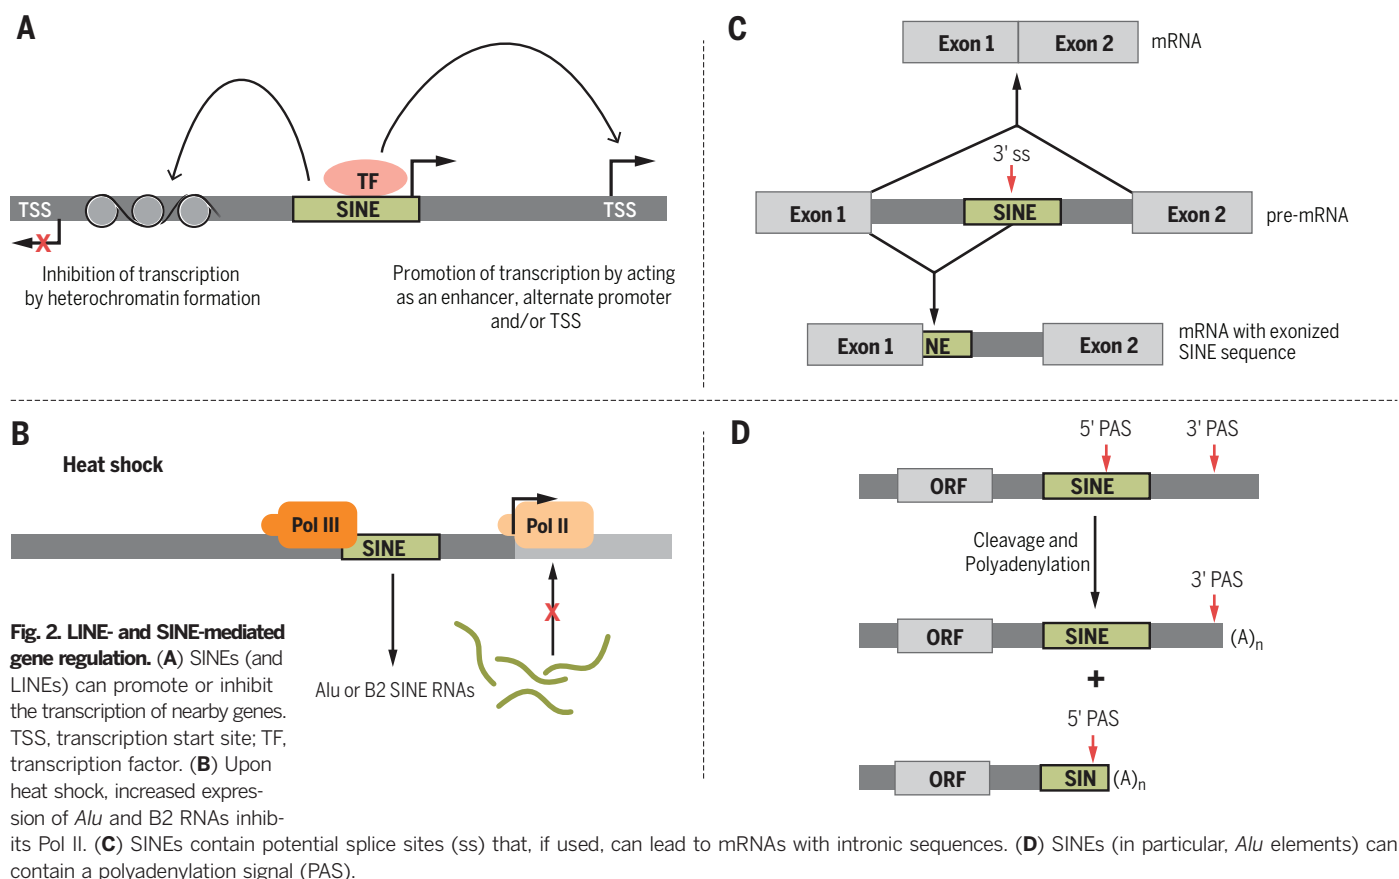 A
TF
SINE
TSS
TSS
X
Inhibition of transcription
by heterochromatin formation
Promotion of transcription by acting
as an enhancer, alternate promoter
and/or TSS
C
Exon 1
Exon 2
mRNA
3' ss
Exon 1
SINE
Exon 2
pre-mRNA
Exon 1
NE
Exon 2
mRNA with exonized
SINE sequence
B
Heat shock
Pol III
SINE
Pol II
X
Alu or B2 SINE RNAs
D
5' PAS
3' PAS
ORF
SINE
Cleavage and
Polyadenylation
3' PAS
ORF
SINE
(A)n
+
5' PAS
ORF
SIN
(A)n
Fig. 2. LINE- and SINE-mediated
gene regulation. (A) SINEs (and
LINEs) can promote or inhibit
the transcription of nearby genes.
TSS, transcription start site; TF,
transcription factor. (B) Upon
heat shock, increased expres-
sion of Alu and B2 RNAs inhib-
its Pol II. (C) SINEs contain potential splice sites (ss) that, if used, can lead to mRNAs with intronic sequences. (D) SINEs (in particular, Alu elements) can
contain a polyadenylation signal (PAS).